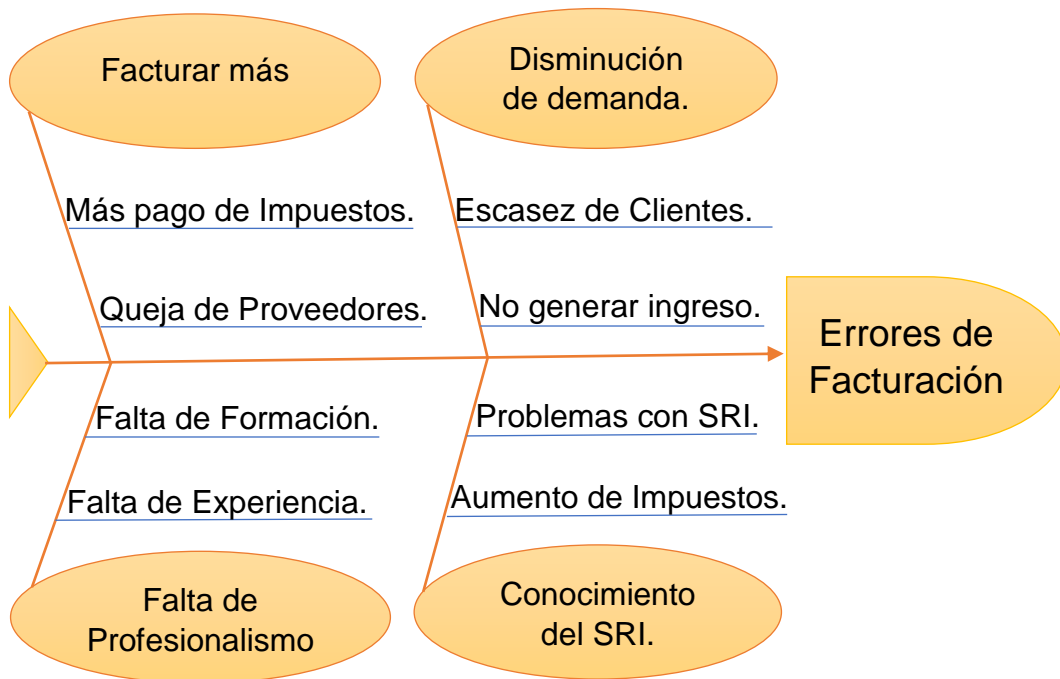 Facturar más
Disminución
de demanda.
Más pago de Impuestos.
Escasez de Clientes.
Queja de Proveedores.
No generar ingreso.
Errores de
Facturación
Falta de Formación.
Problemas con SRI.
Falta de Experiencia.
Aumento de Impuestos.
Falta de
Profesionalismo
Conocimiento
del SRI.